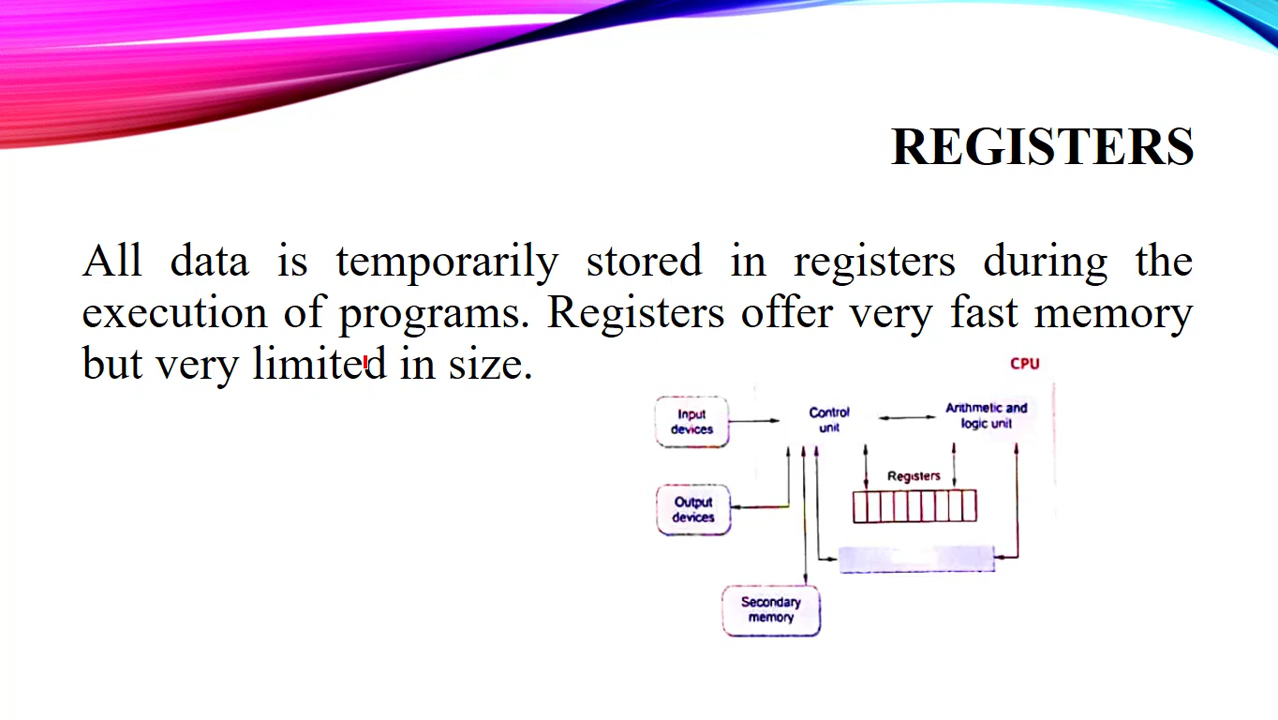 REGISTERS
All data is temporarily stored in registers during the
execution of programs. Registers offer very fast memory
but very limited in size.
CPU
Input
devices
Control
unit
Arithmetic and
logic unit
Registers
Output
devices
Secondary
memory